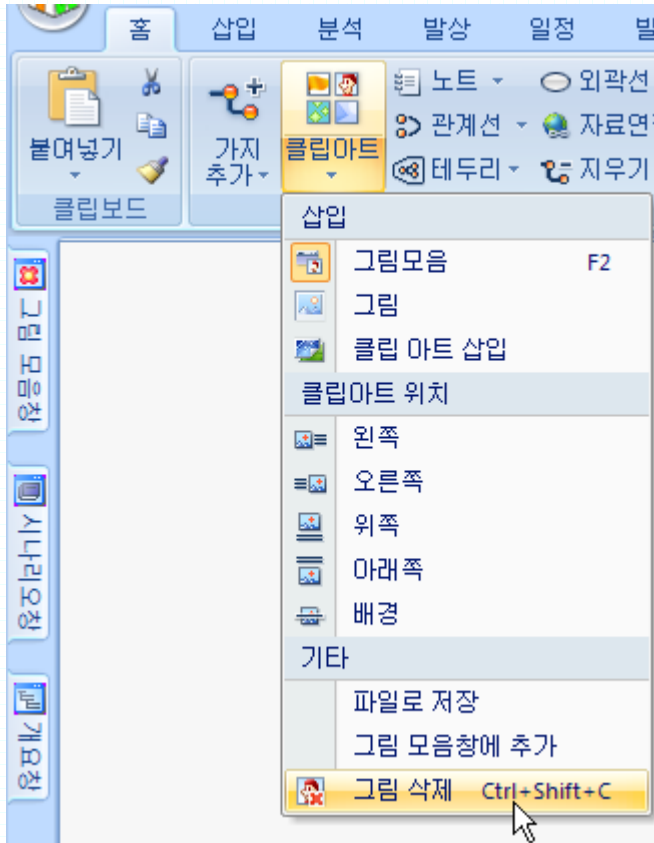 홈 삽입 분석 발상 일정
붙여넣기
가지
추가
클립아트
노트
외곽선
관계선
자료연
테두리
지우기
클립보드
삽입
그림모음 F2
그림
클립 아트 삽입
클립아트 위치
왼쪽
오른쪽
위쪽
아래쪽
배경
기타
파일로 저장
그림 모음창에 추가
그림 삭제 Ctrl+Shift+C
그림 모음창
시나리오창
개요창